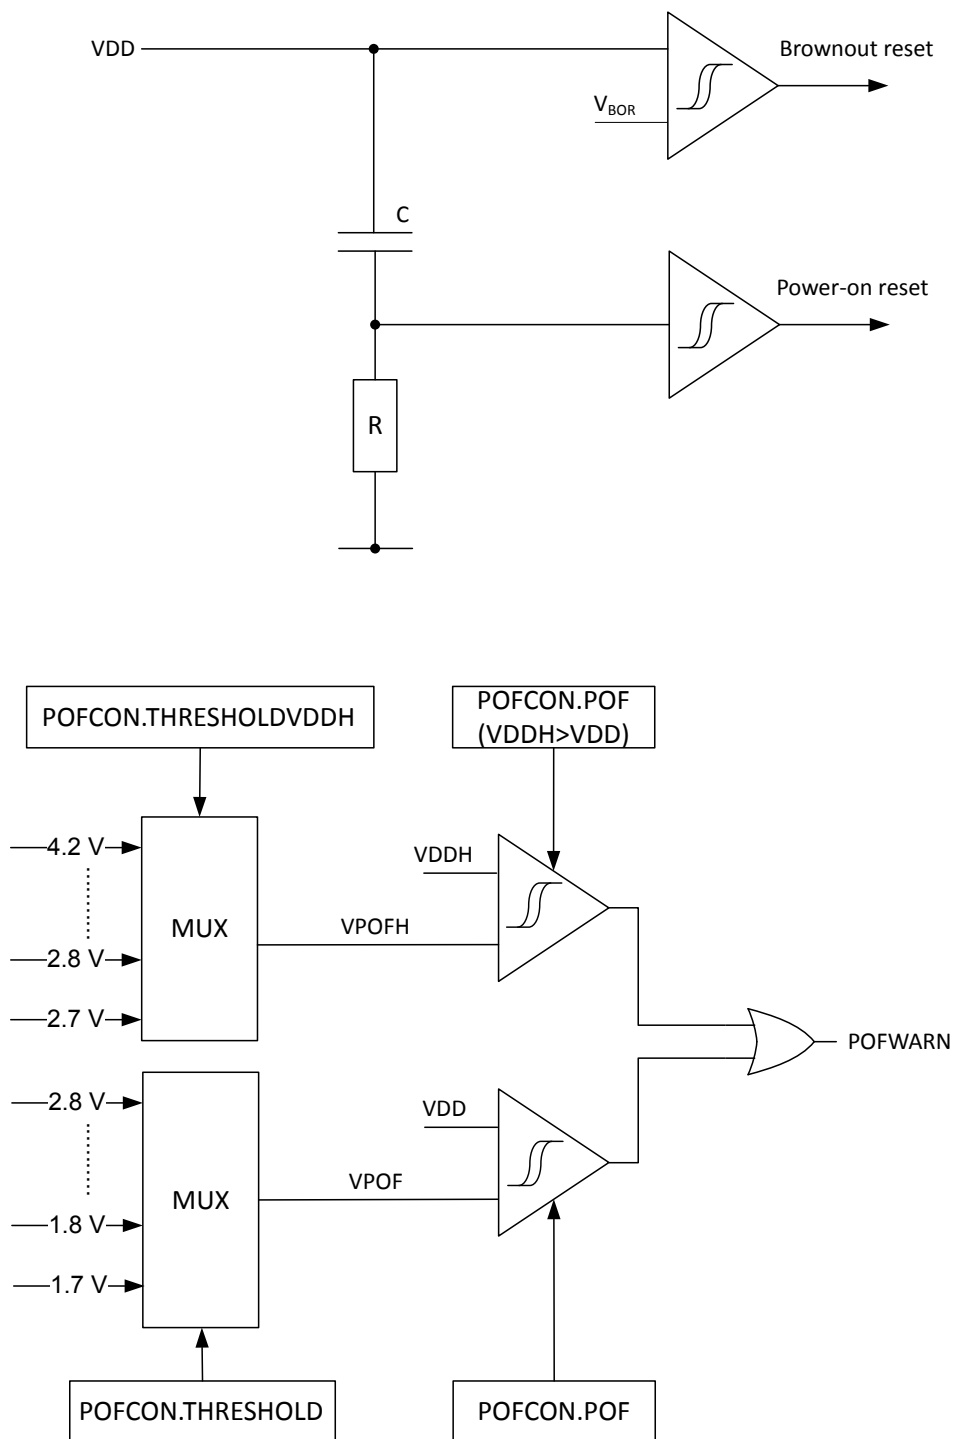 VDD
Brownout reset
VBOR
C
Power-on reset
R
POFCON.THRESHOLDVDDH
POFCON.POF
(VDDH>VDD)
4.2 V
VDDH
MUX
VPOFH
2.8 V
2.7 V
POFWARN
2.8 V
VDD
MUX
VPOF
1.8 V
1.7 V
POFCON.THRESHOLD
POFCON.POF